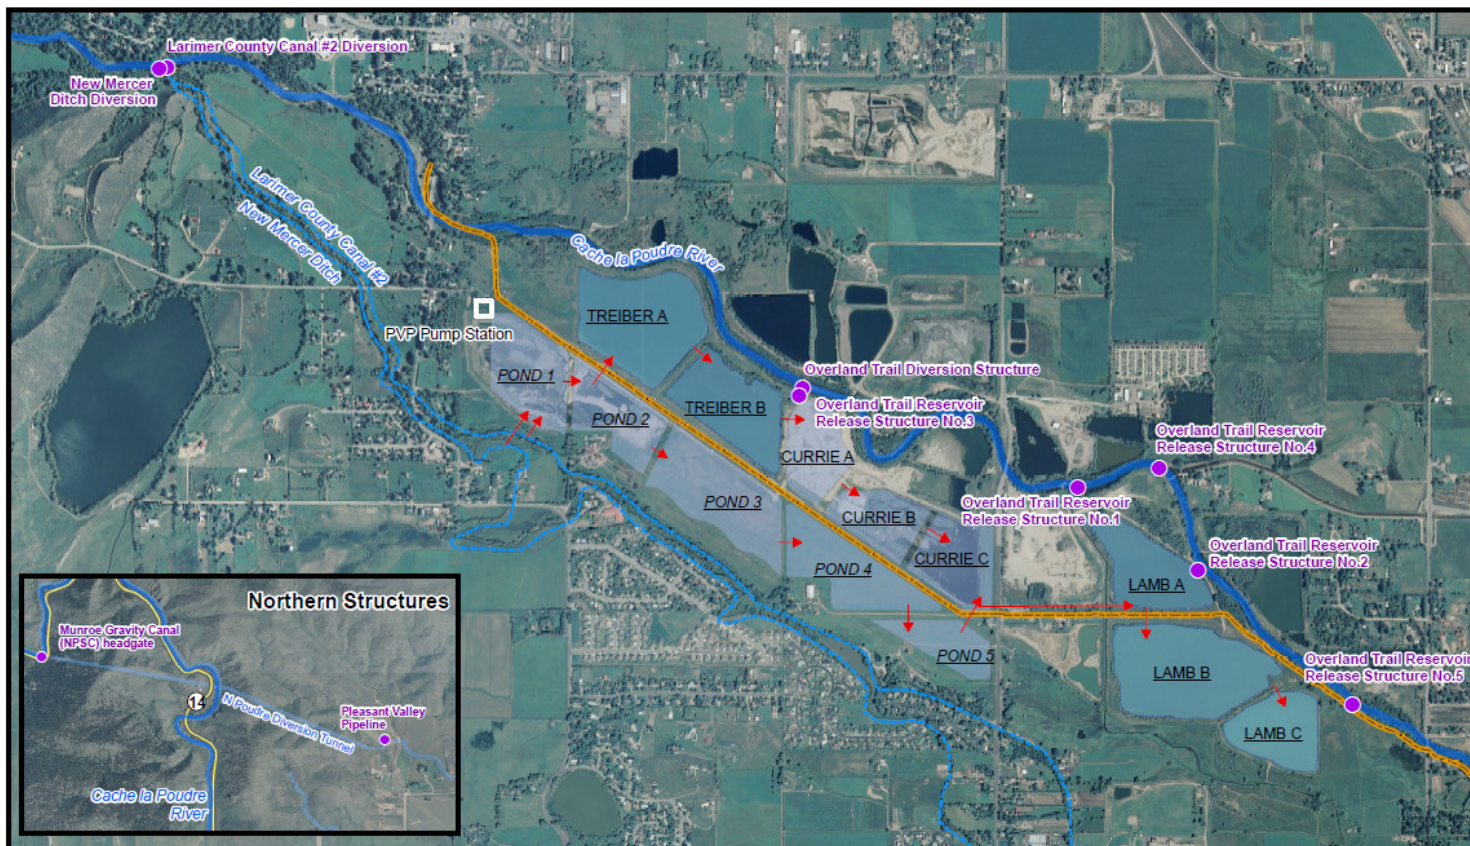 Larimer County Canal #2 Diversion
New Mercer
Ditch Diversion
Larimer County Canal #2
New Mercer Ditch
Cache la Poudre River
PVP Pump Station
TREIBER A
POND 1
Overland Trail Diversion Structure
TREIBER B
Overland Trail Reservoir
Release Structure No.3
POND 2
CURRIE A
Overland Trail Reservoir
Release Structure No.4
POND 3
Overland Trail Reservoir
Release Structure No.1
CURRIE B
CURRIE C
POND 4
Overland Trail Reservoir
Release Structure No.2
LAMB A
POND 5
LAMB B
Overland Trail Reservoir
Release Structure No.5
LAMB C
Northern Structures
Munroe Gravity Canal
(NPSC) headgate
14
N Poudre Diversion Tunnel
Pleasant Valley
Pipeline
Cache la Poudre
River